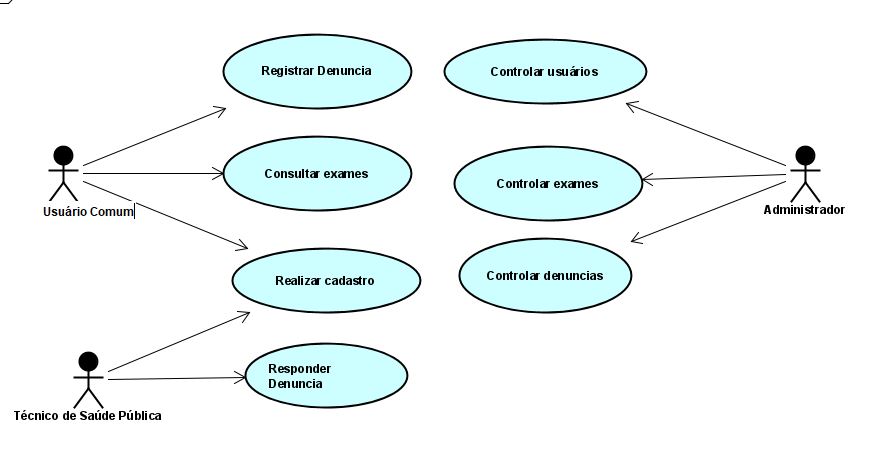 Registrar Denuncia
Controlar usuários
Consultar exames
Controlar exames
Usuário Comum
Administrador
Realizar cadastro
Controlar denuncias
Responder
Denuncia
Técnico de Saúde Pública